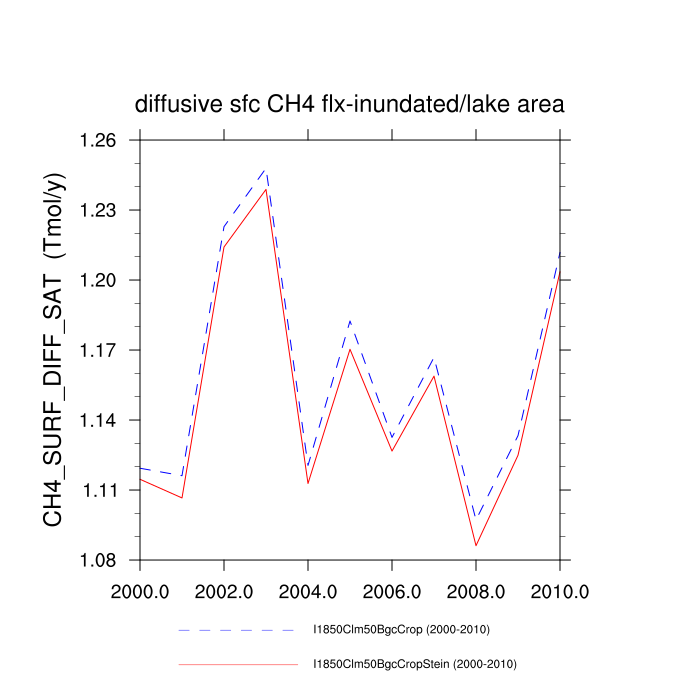 diffusive sfc CH4 flx-inundated/lake area
CH4_SURF_DIFF_SAT (Tmol/y)
1.26
1.23
1.20
1.17
1.14
1.11
1.08
2000.0 2002.0 2004.0 2006.0 2008.0 2010.0
I1850Clm50BgcCrop (2000-2010)
I1850Clm50BgcCropStein (2000-2010)